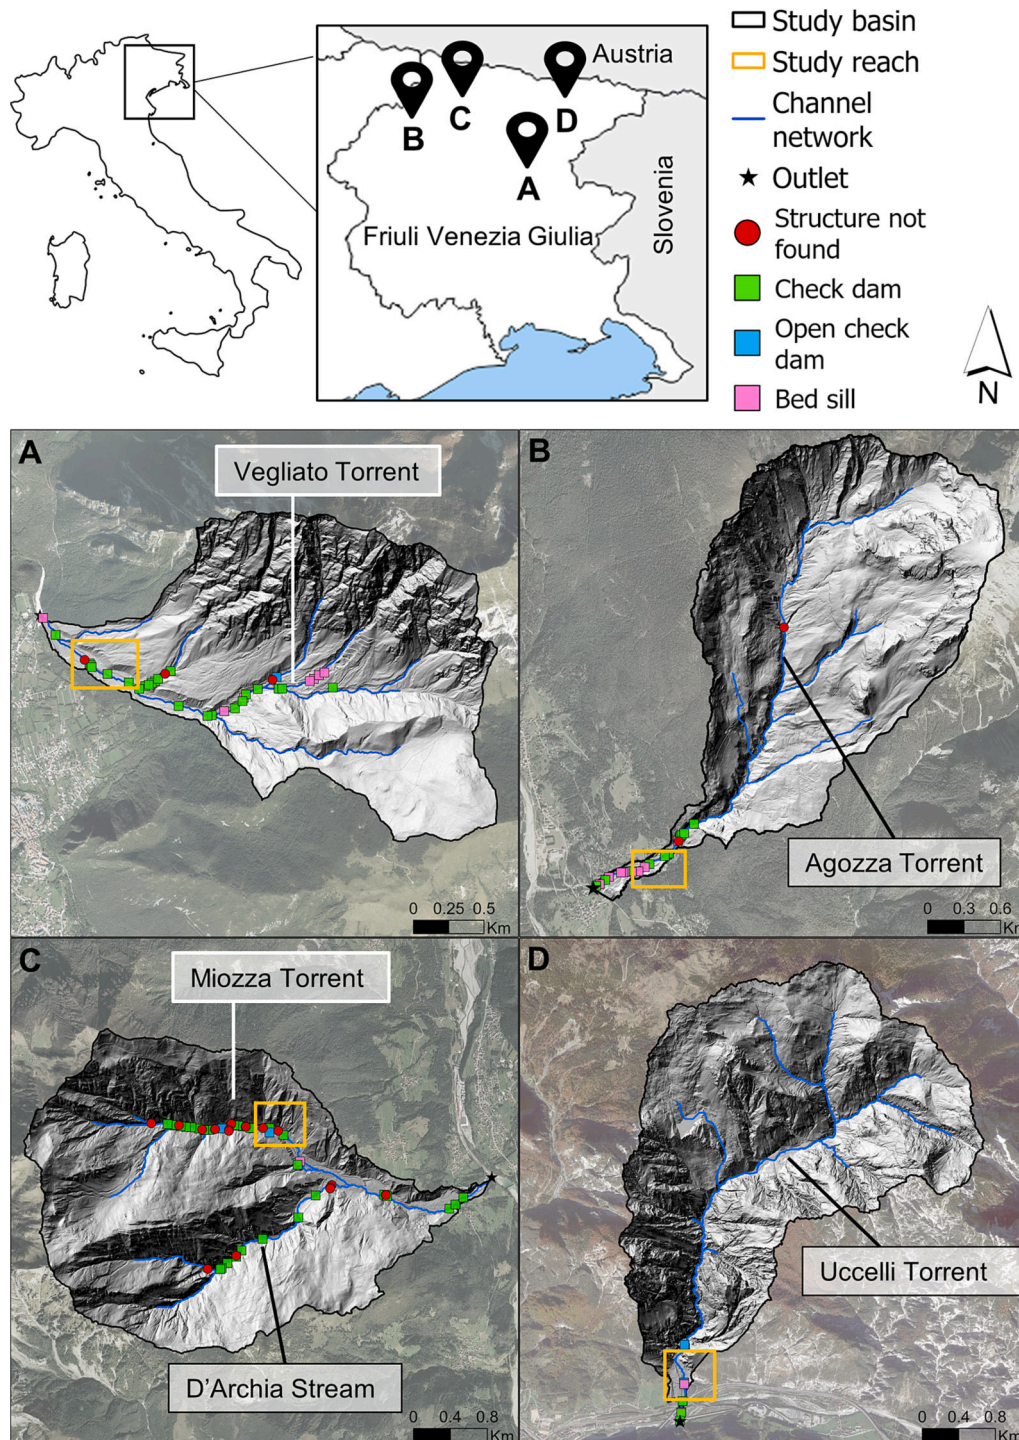 Austria
B
C
D
A
Friuli Venezia Giulia
Slovenia
Study basin
Study reach
Channel
network
Outlet
Structure not
found
Check dam
Open check
dam
Bed sill
N
A
Vegliato Torrent
0 0.25 0.5
Km
B
Agozza Torrent
0 0.3 0.6
Km
C
Miozza Torrent
D'Archia Stream
0 0.4 0.8
Km
D
Uccelli Torrent
0 0.4 0.8
Km